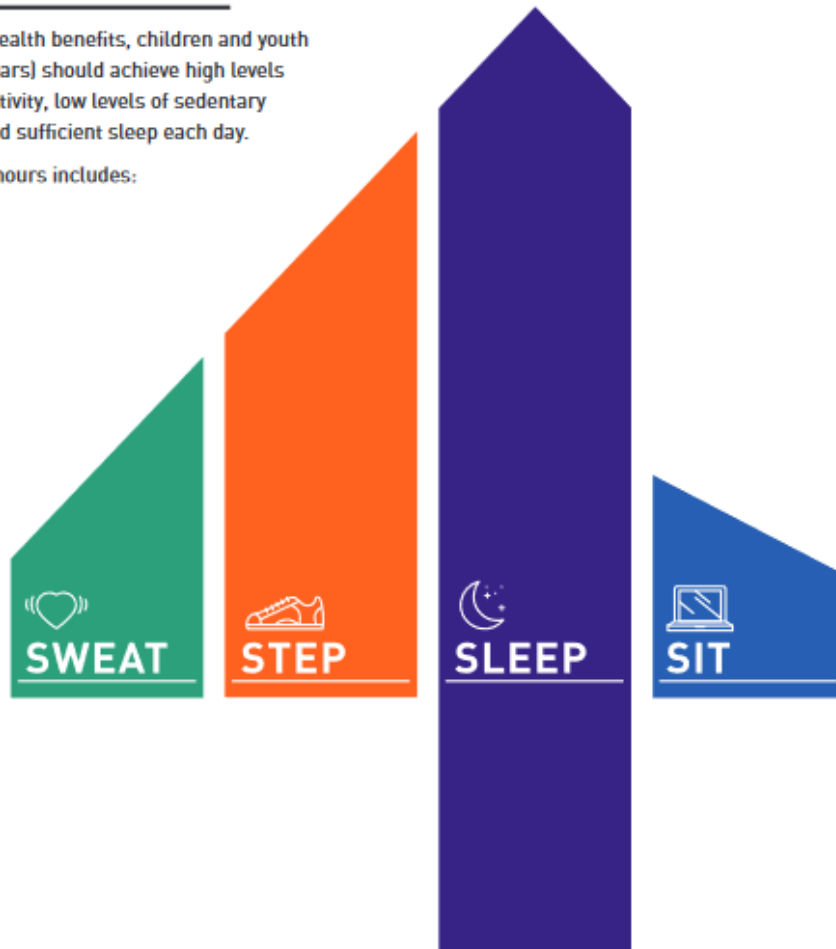 ealth benefits, children and youth
ars) should achieve high levels
tivity, low levels of sedentary
d sufficient sleep each day.
hours includes:
SWEAT
STEP
SLEEP
SIT